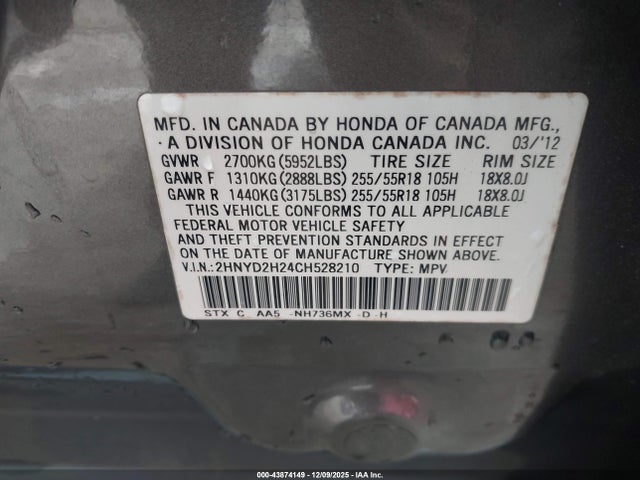 MFD. IN CANADA BY HONDA OF CANADA MFG.,
A DIVISION OF HONDA CANADA INC. 03/'12
GVWR 2700KG(5952LBS) TIRE SIZE RIM SIZE
GAWR F 1310KG(2888LBS) 255/55R18 105H 18X8.0J
GAWR R 1440KG(3175LBS) 255/55R18 105H 18X8.0J
THIS VEHICLE CONFORMS TO ALL APPLICABLE
FEDERAL MOTOR VEHICLE SAFETY
AND THEFT PREVENTION STANDARDS IN EFFECT
ON THE DATE OF MANUFACTURE SHOWN ABOVE.
V.I.N.: 2HNYD2H24CH528210 TYPE: MPV
STX C AA5 -NH736MX -D -H
000-43874149 | 12/09/2025 | IAA Inc.